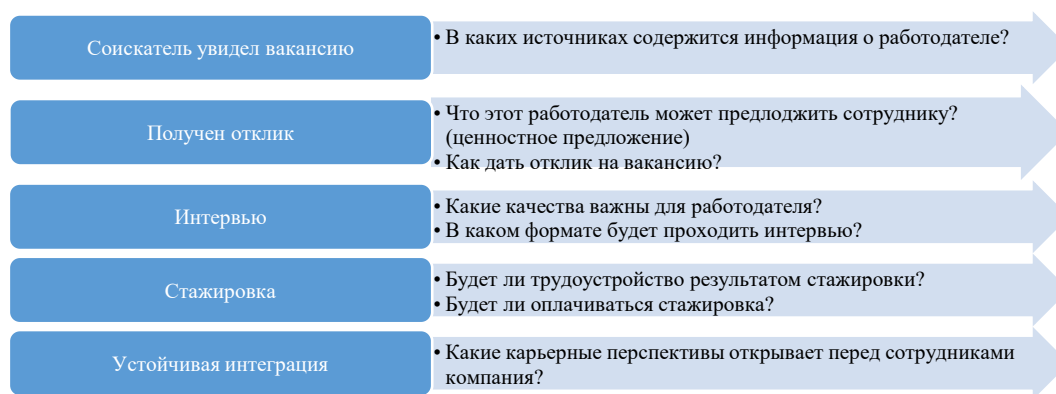 Соискатель увидел вакансию
• В каких источниках содержится информация о работодателе?
Получен отклик
• Что этот работодатель может предлоджить сотруднику?
(ценностное предложение)
• Как дать отклик на вакансию?
Интервью
• Какие качества важны для работодателя?
• В каком формате будет проходить интервью?
Стажировка
• Будет ли трудоустройство результатом стажировки?
• Будет ли оплачиваться стажировка?
Устойчивая интеграция
• Какие карьерные перспективы открывает перед сотрудниками
компания?